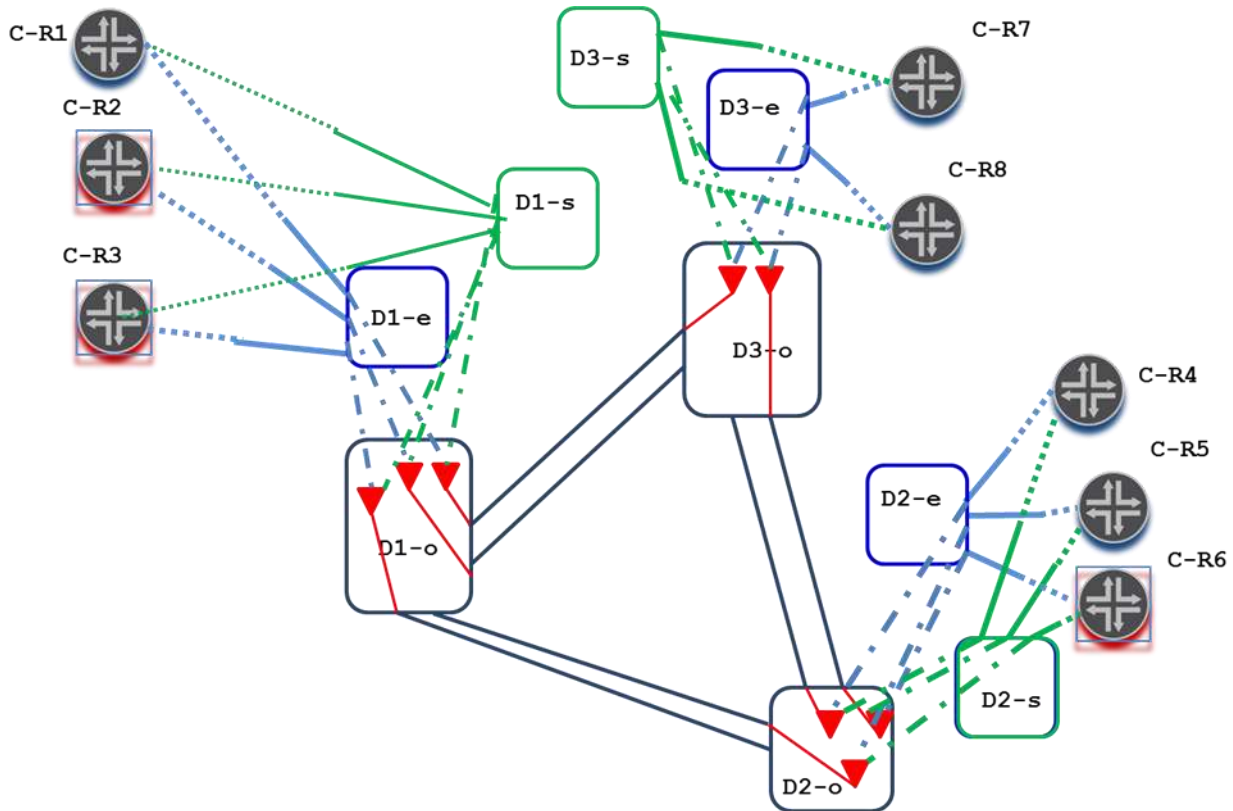 C-R1
C-R2
C-R3
D1-s
D1-e
D1-o
D3-s
D3-e
D3-o
C-R7
C-R8
C-R4
C-R5
C-R6
D2-e
D2-s
D2-o